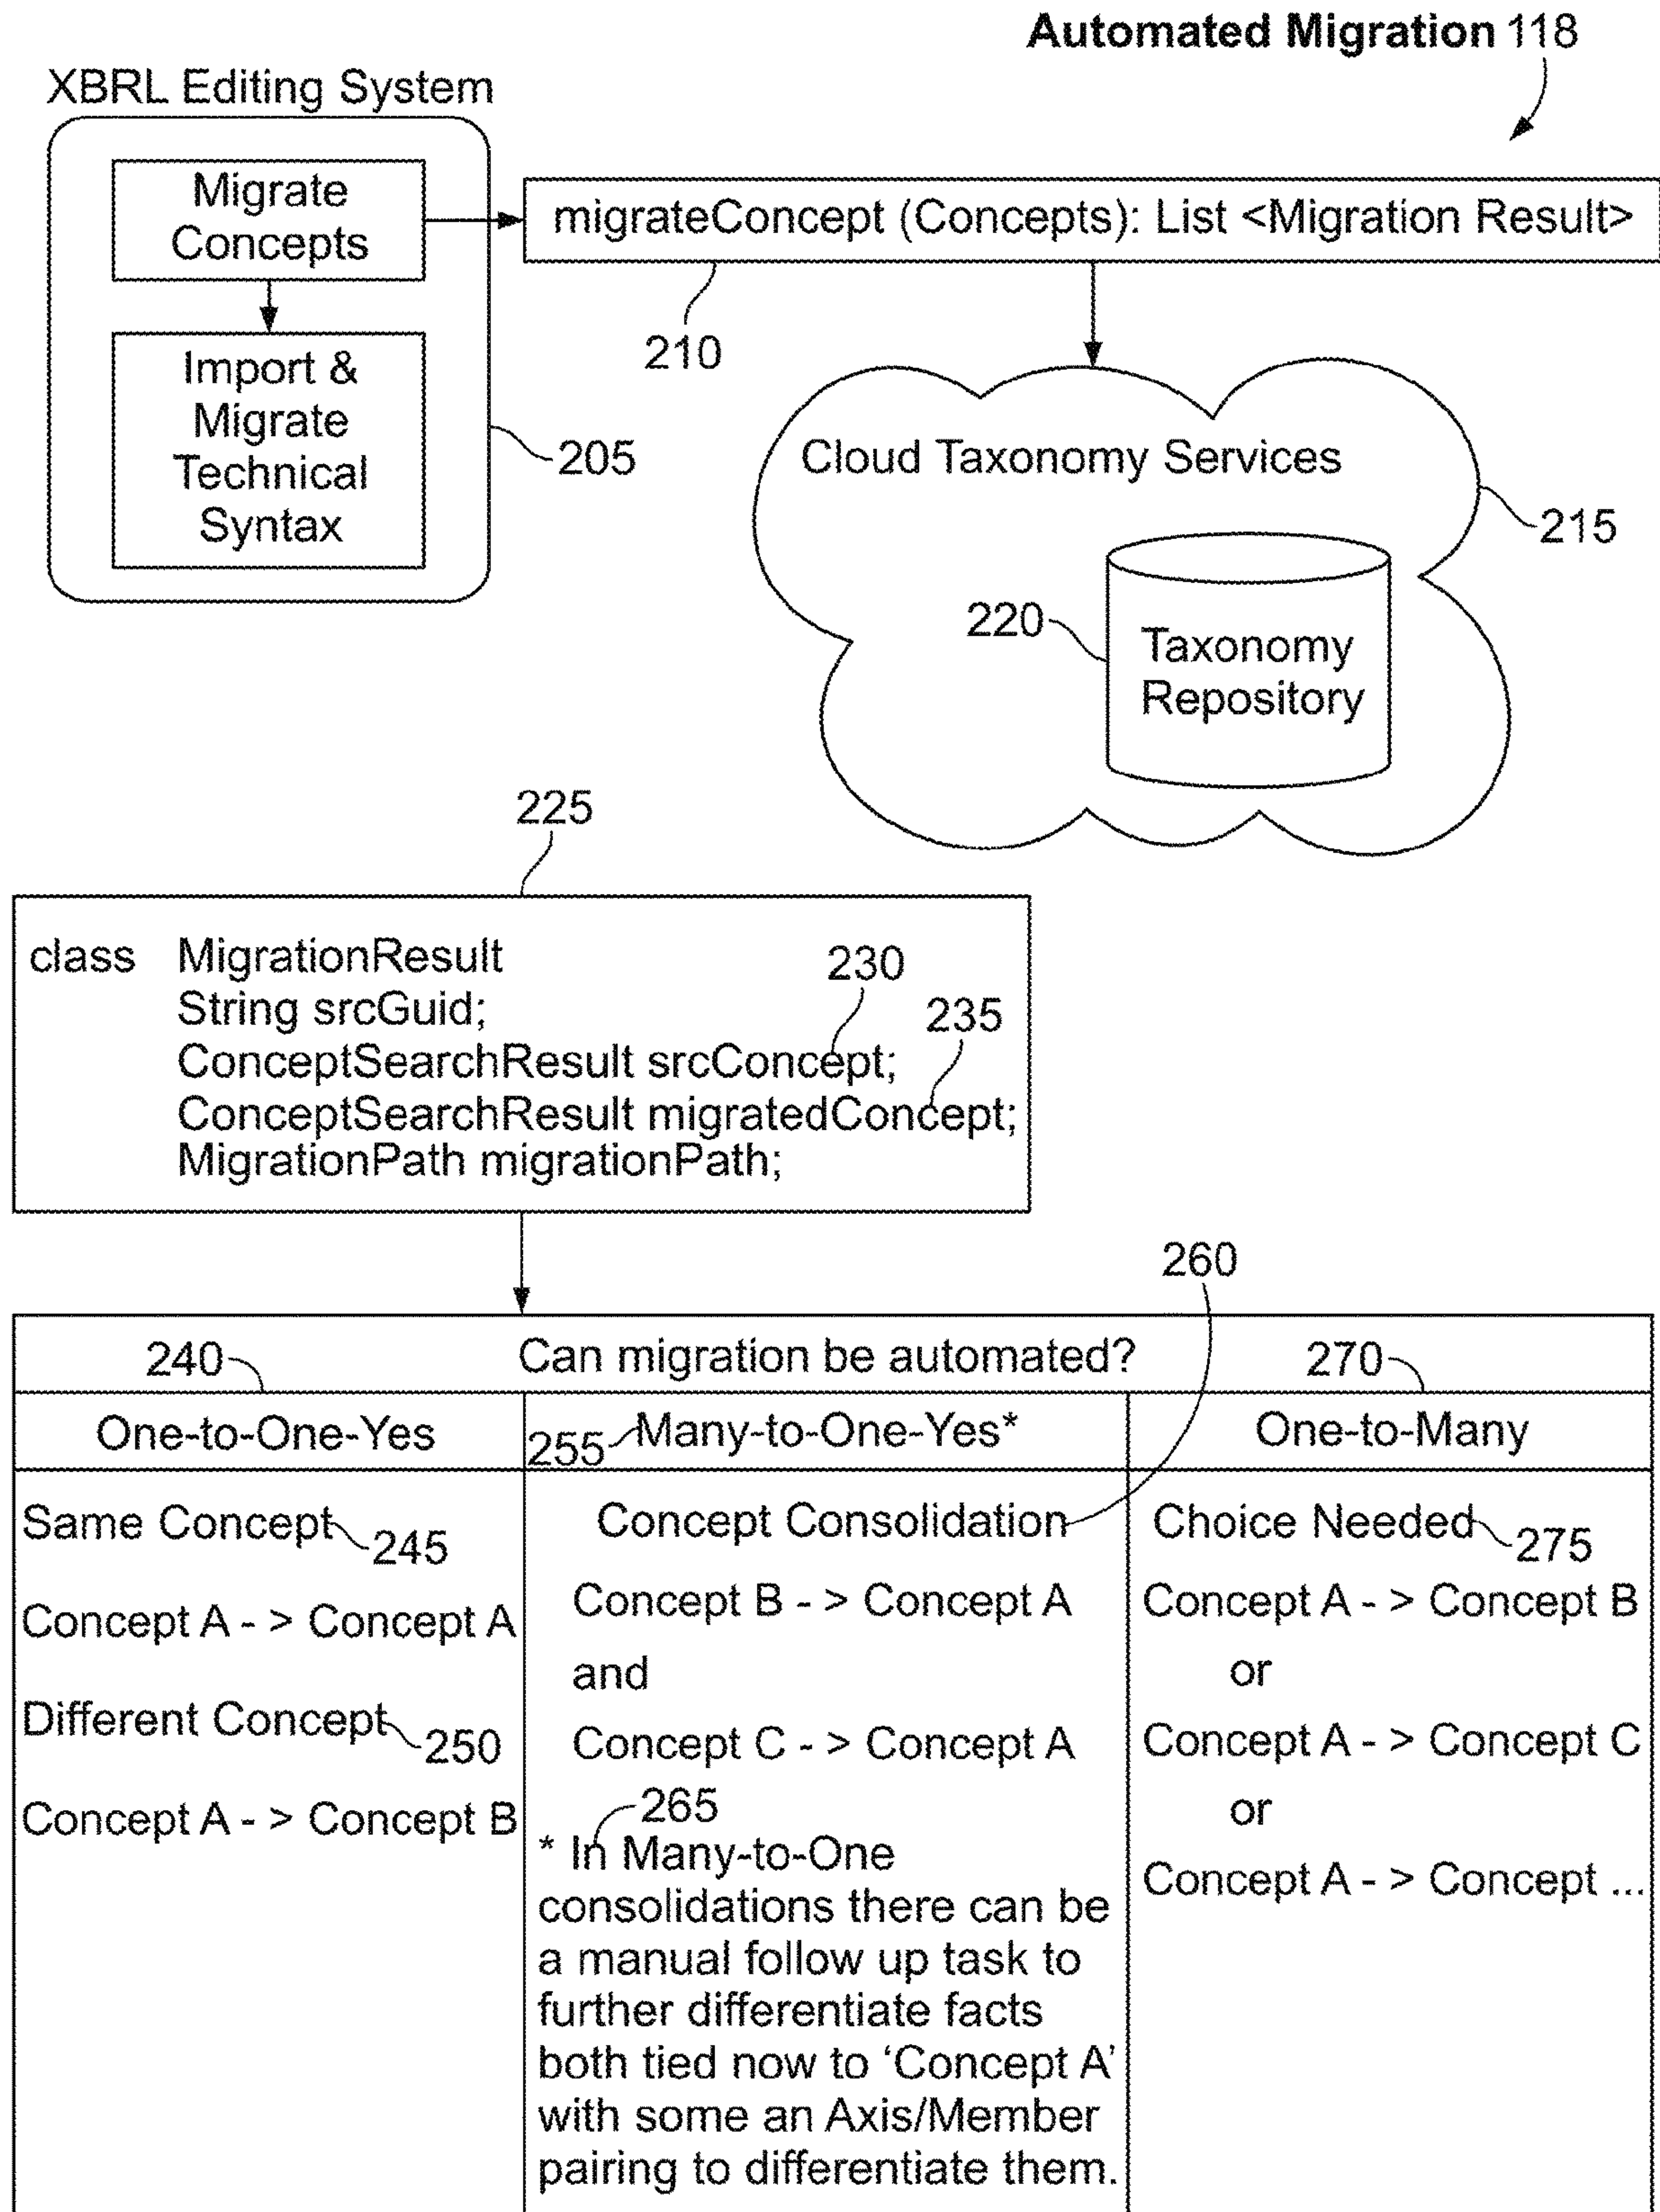 Automated Migration 118
XBRL Editing System
Migrate
Concepts
migrateConcept (Concepts): List <Migration Result>
210
Import &
Migrate
Technical
Syntax
205
Cloud Taxonomy Services
215
220
Taxonomy
Repository
225
class MigrationResult
230
String srcGuid;
235
ConceptSearchResult srcConcept;
ConceptSearchResult migratedConcept;
MigrationPath migrationPath;
260
240
Can migration be automated?
270
One-to-One-Yes
255
Many-to-One-Yes*
One-to-Many
Same Concept
245
Concept A - > Concept A
Different Concept
250
Concept A - > Concept B
Concept Consolidation
Concept B - > Concept A
and
Concept C - > Concept A
265
* In Many-to-One
consolidations there can be
a manual follow up task to
further differentiate facts
both tied now to ‘Concept A’
with some an Axis/Member
pairing to differentiate them.
Choice Needed
275
Concept A - > Concept B
or
Concept A - > Concept C
or
Concept A - > Concept ...